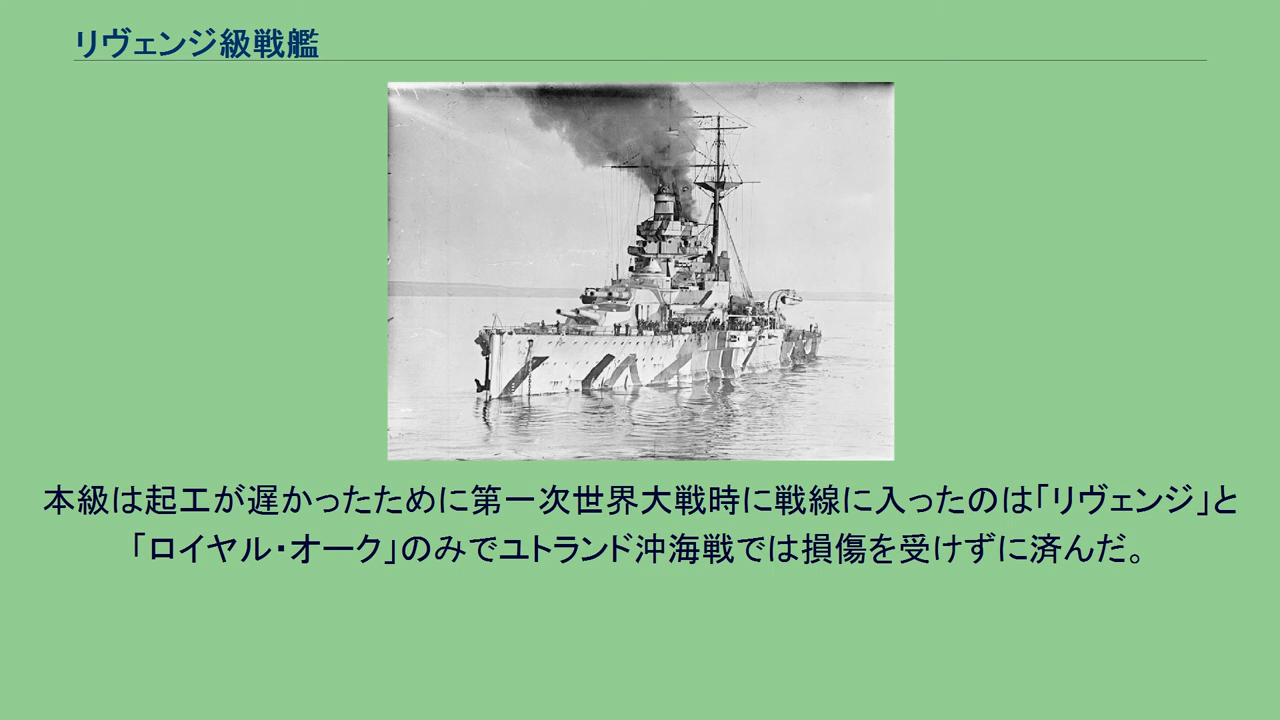 リヴェンジ級戦艦
本級は起工が遅かったために第一次世界大戦時に戦線に入ったのは「リヴェンジ」と
「ロイヤル・オーク」のみでユトランド沖海戦では損傷を受けずに済んだ。